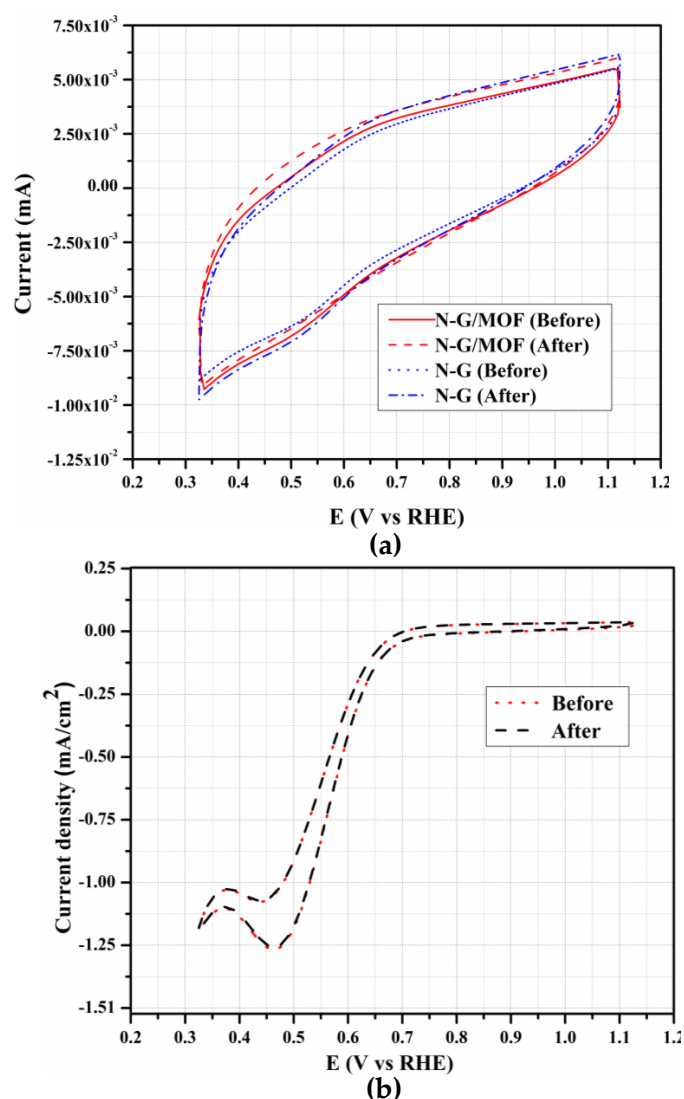 7.50x10⁻³
5.00x10⁻³
2.50x10⁻³
0.00
-2.50x10⁻³
-5.00x10⁻³
-7.50x10⁻³
-1.00x10⁻²
-1.25x10⁻²
Current (mA)
N-G/MOF (Before)
N-G/MOF (After)
N-G (Before)
N-G (After)
0.2 0.3 0.4 0.5 0.6 0.7 0.8 0.9 1.0 1.1 1.2
E (V vs RHE)
(a)
0.25
0.00
-0.25
-0.50
-0.75
-1.00
-1.25
-1.51
Current density (mA/cm²)
Before
After
0.2 0.3 0.4 0.5 0.6 0.7 0.8 0.9 1.0 1.1 1.2
E (V vs RHE)
(b)